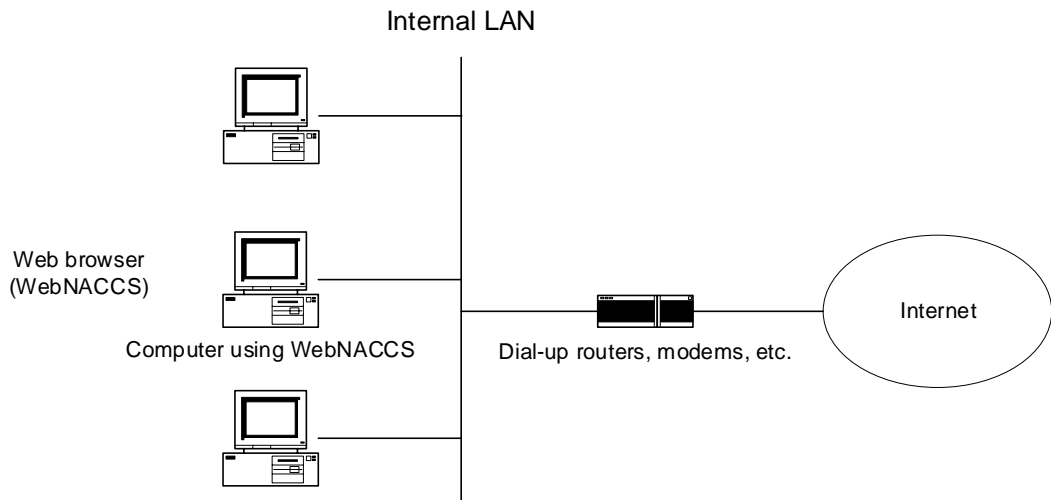 Internal LAN
Web browser
(WebNACCS)
Computer using WebNACCS
Dial-up routers, modems, etc.
Internet